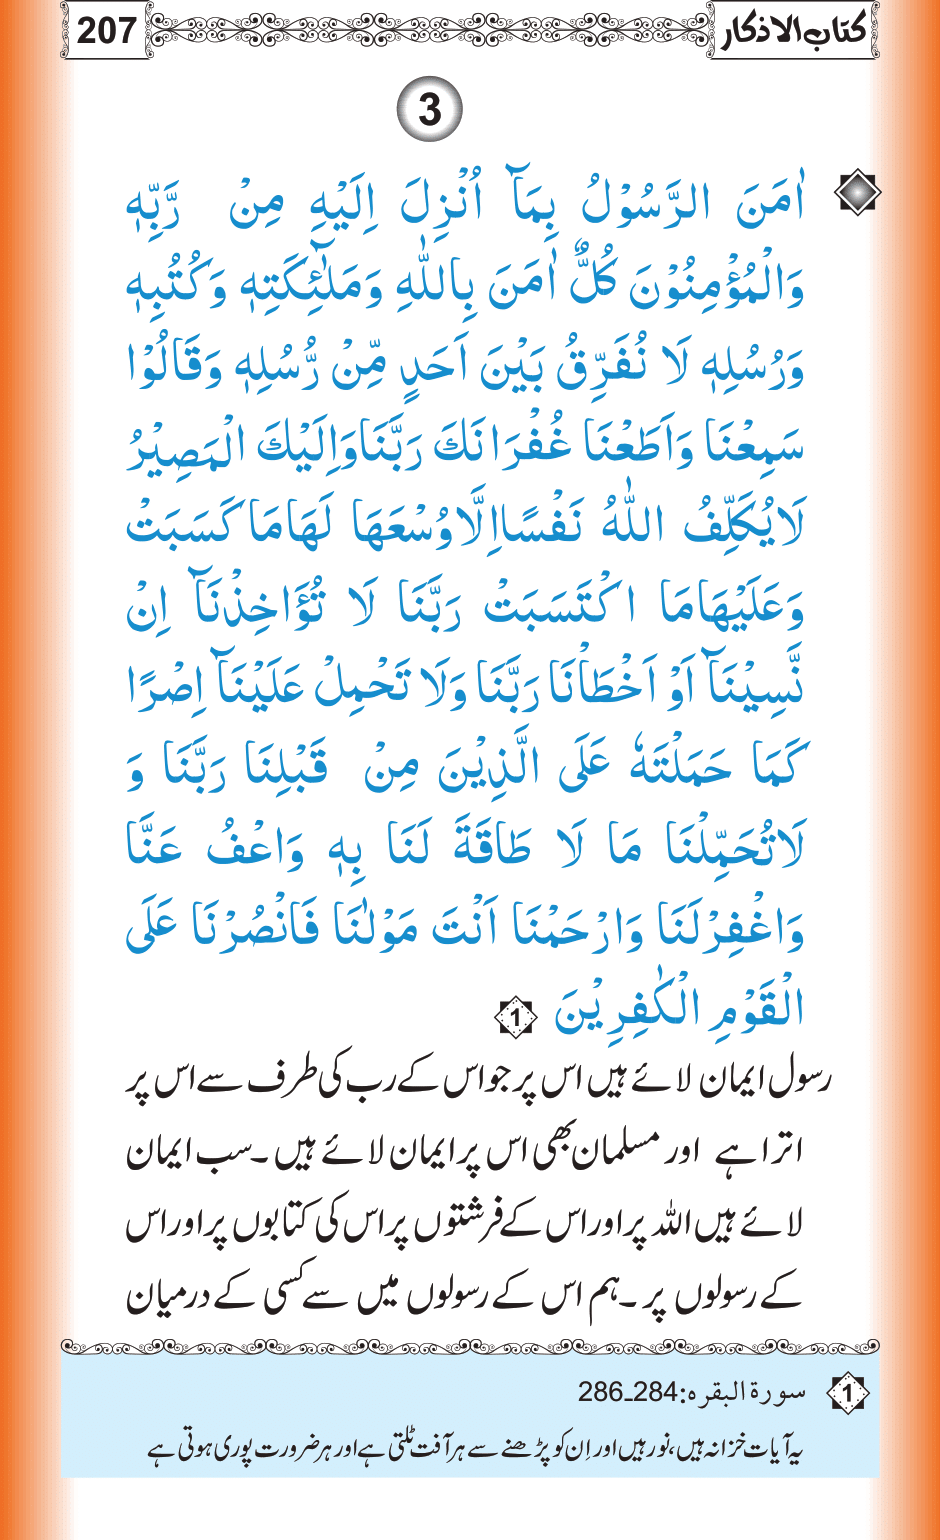 کتاب الاذکار
207
3
اٰمَنَ الرَّسُوْلُ بِمَآ اُنْزِلَ اِلَيْهِ مِنْ رَّبِّهٖ
وَالْمُؤْمِنُوْنَ كُلٌّ اٰمَنَ بِاللّٰهِ وَمَلٰٓئِكَتِهٖ وَكُتُبِهٖ
وَرُسُلِهٖ لَا نُفَرِّقُ بَيْنَ اَحَدٍ مِّنْ رُّسُلِهٖ وَقَالُوْا
سَمِعْنَا وَاَطَعْنَا غُفْرَانَكَ رَبَّنَا وَاِلَيْكَ الْمَصِيْرُ
لَا يُكَلِّفُ اللّٰهُ نَفْسًا اِلَّا وُسْعَهَا لَهَا مَا كَسَبَتْ
وَعَلَيْهَا مَا اكْتَسَبَتْ رَبَّنَا لَا تُؤَاخِذْنَآ اِنْ
نَّسِيْنَآ اَوْ اَخْطَاْنَا رَبَّنَا وَلَا تَحْمِلْ عَلَيْنَآ اِصْرًا
كَمَا حَمَلْتَهٗ عَلَى الَّذِيْنَ مِنْ قَبْلِنَا رَبَّنَا وَ
لَا تُحَمِّلْنَا مَا لَا طَاقَةَ لَنَا بِهٖ وَاعْفُ عَنَّا
وَاغْفِرْ لَنَا وَارْحَمْنَا اَنْتَ مَوْلٰنَا فَانْصُرْنَا عَلَى
الْقَوْمِ الْكٰفِرِيْنَ 1
رسول ایمان لائے ہیں اس پر جو اس کے رب کی طرف سے اس پر
اترا ہے اور مسلمان بھی اس پر ایمان لائے ہیں۔ سب ایمان
لائے ہیں اللہ پر اور اس کے فرشتوں پر اس کی کتابوں پر اور اس
کے رسولوں پر۔ ہم اس کے رسولوں میں سے کسی کے درمیان
1 سورۃ البقرہ:284۔286
یہ آیات خزانہ ہیں، نور ہیں اور اِن کو پڑھنے سے ہر آفت ٹلتی ہے اور ہر ضرورت پوری ہوتی ہے